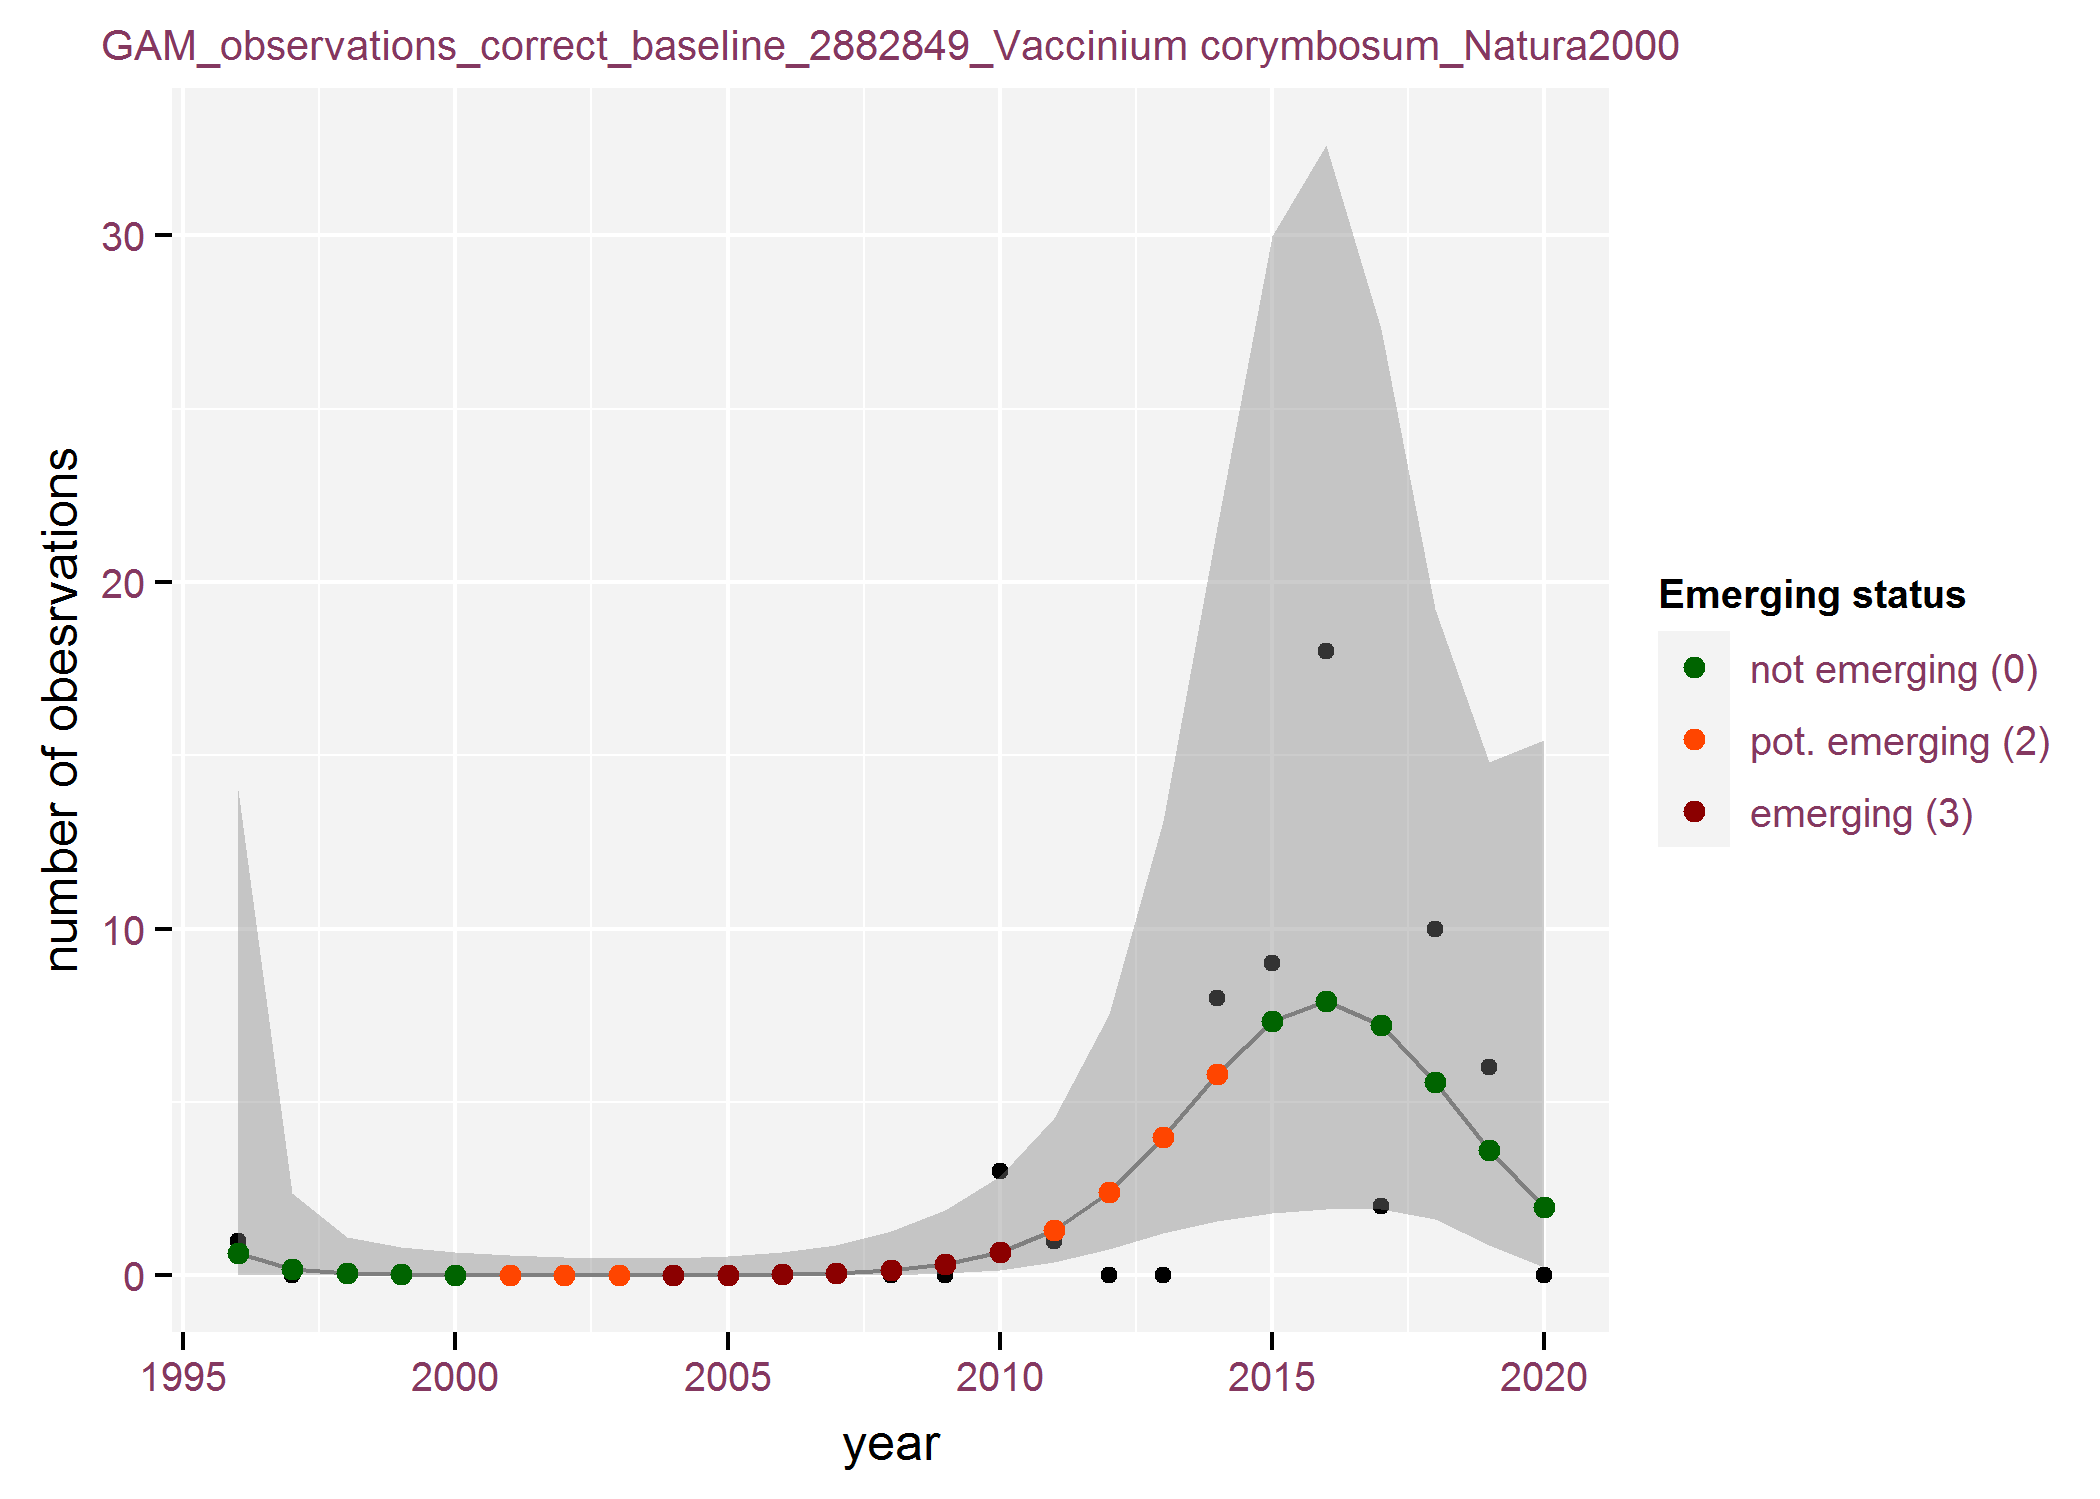 GAM_observations_correct_baseline_2882849_Vaccinium corymbosum_Natura2000
number of obesrvations
30
20
10
0
1995 2000 2005 2010 2015 2020
year
Emerging status
not emerging (0)
pot. emerging (2)
emerging (3)